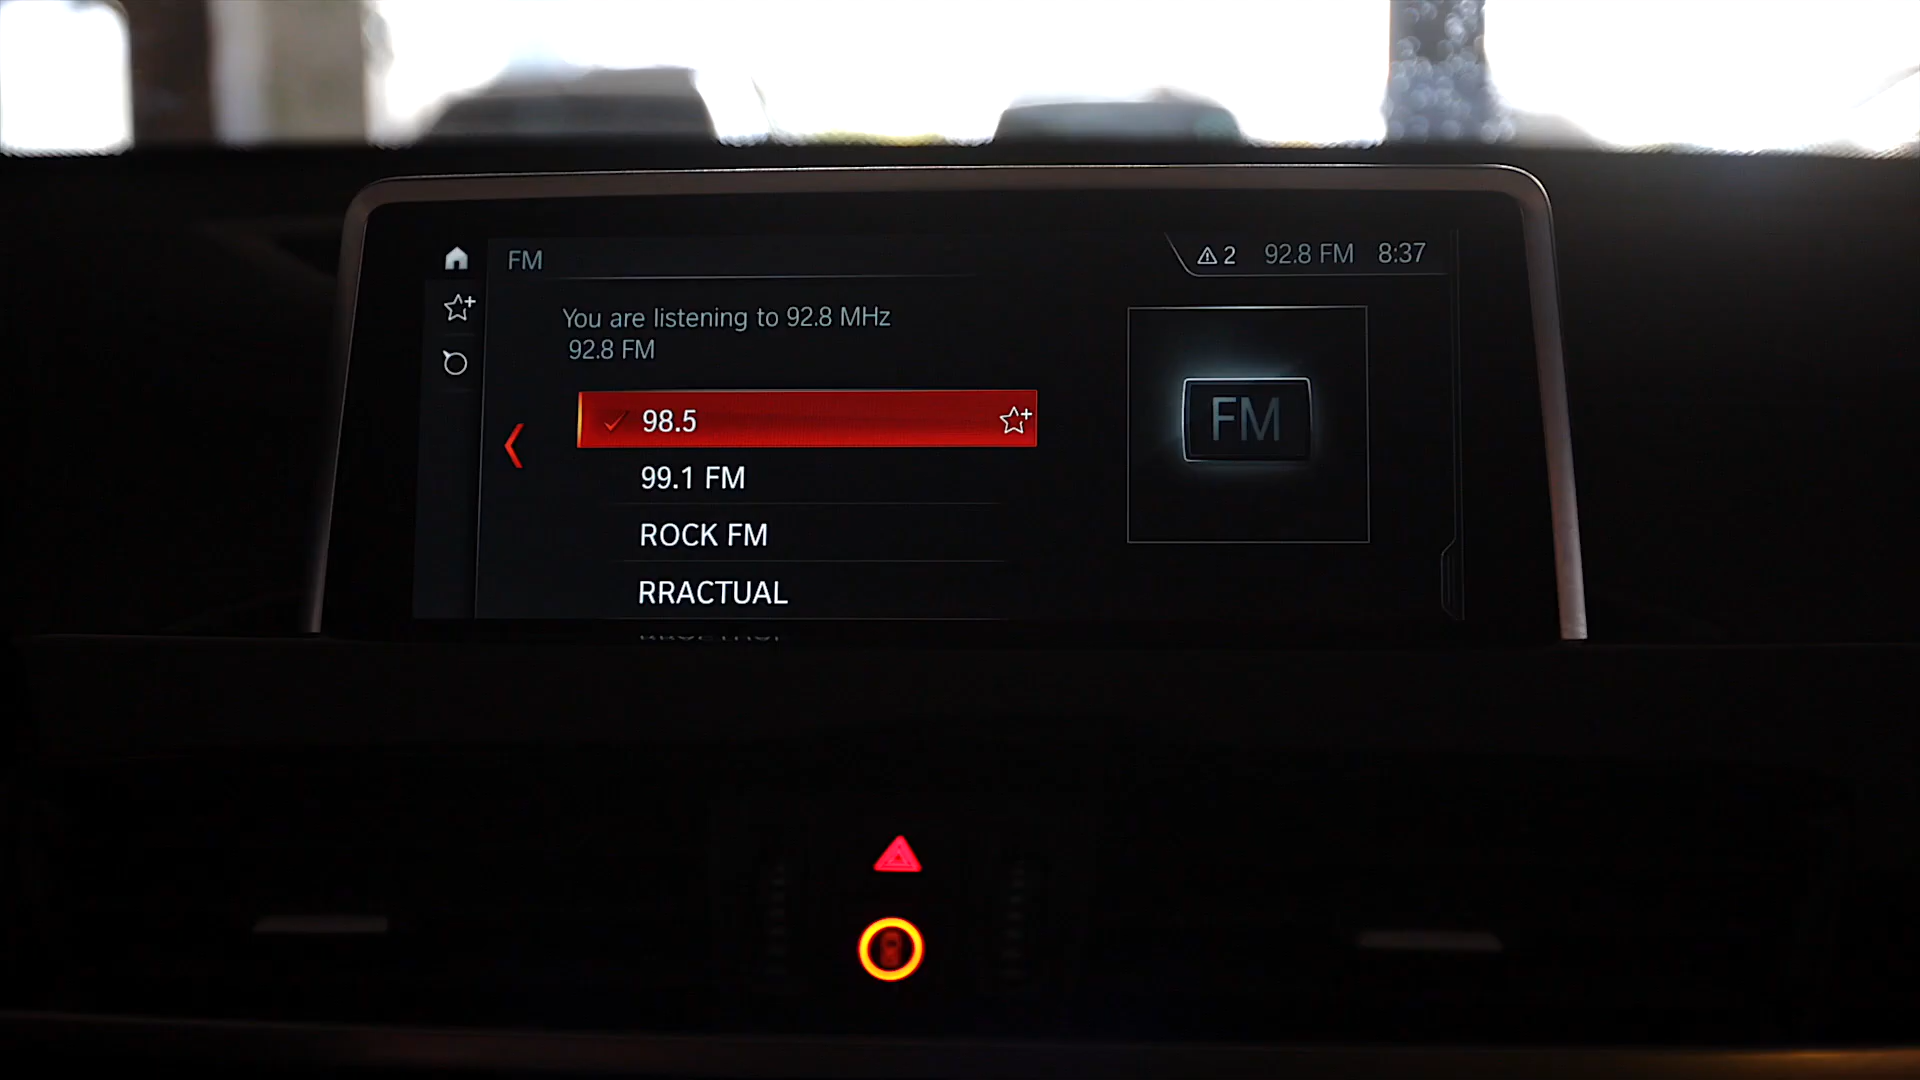 FM
2 92.8 FM 8:37
You are listening to 92.8 MHz
92.8 FM
98.5
99.1 FM
ROCK FM
RRACTUAL
FM